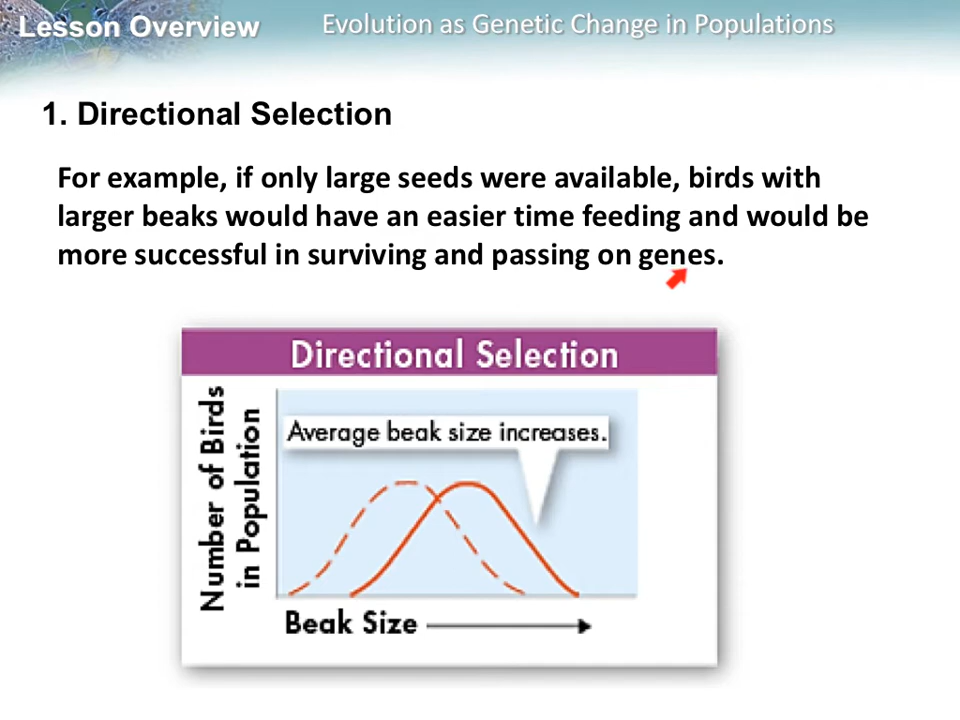 Lesson Overview
Evolution as Genetic Change in Populations
1. Directional Selection
For example, if only large seeds were available, birds with
larger beaks would have an easier time feeding and would be
more successful in surviving and passing on genes.
Directional Selection
Number of Birds
in Population
Average beak size increases.
Beak Size